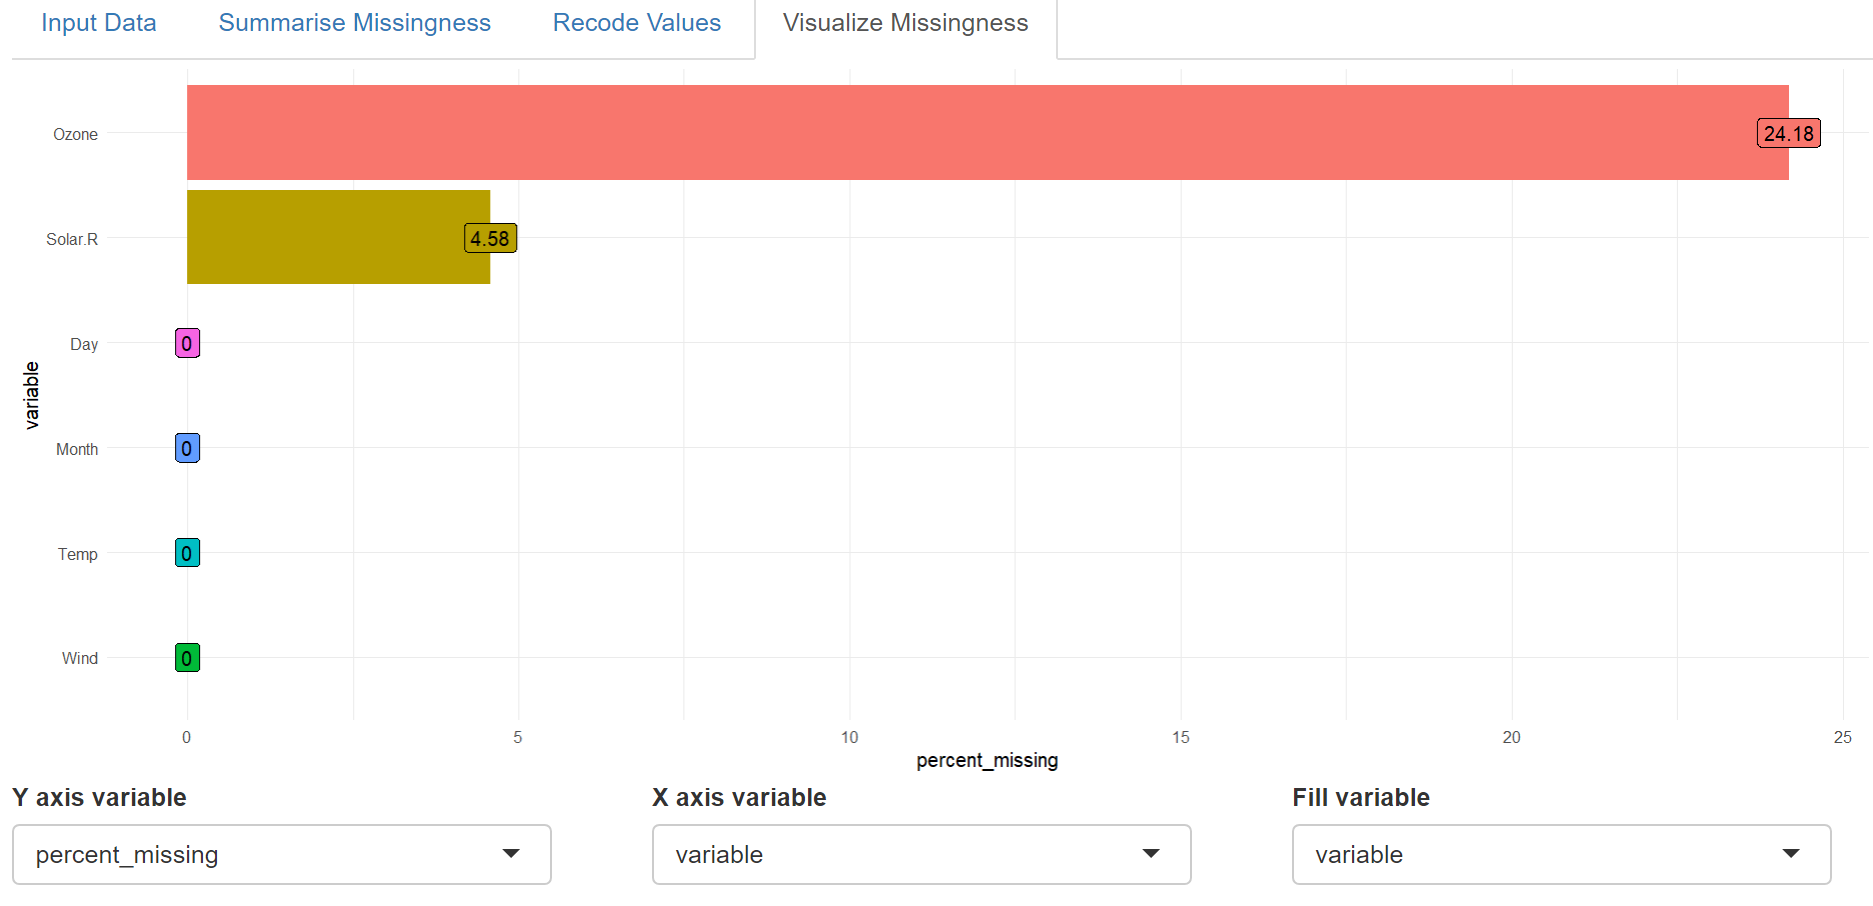 Input Data Summarise Missingness Recode Values Visualize Missingness
Ozone 24.18
Solar.R 4.58
Day 0
Month 0
Temp 0
Wind 0
variable
0 5 10 15 20 25
percent_missing
Y axis variable X axis variable Fill variable
percent_missing variable variable